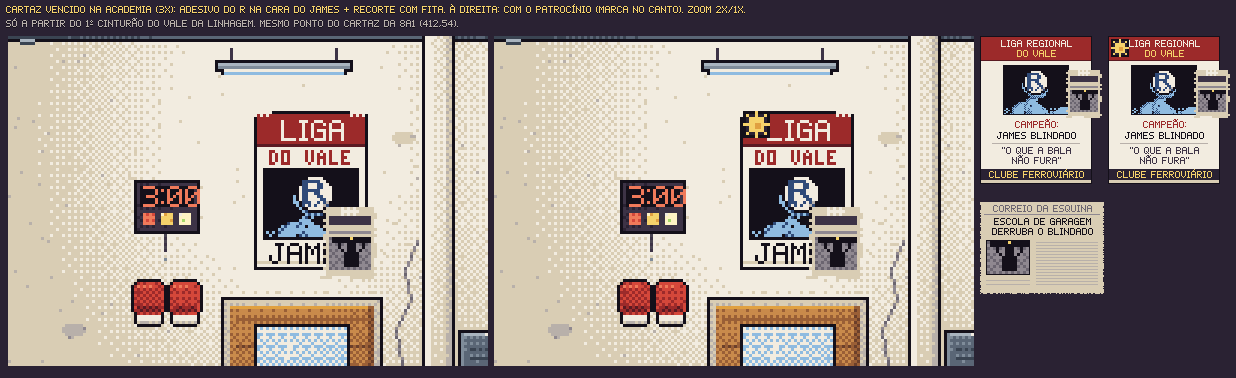 CARTAZ VENCIDO NA ACADEMIA (3X): ADESIVO DO R NA CARA DO JAMES + RECORTE COM FITA. À DIREITA: COM O PATROCÍNIO (MARCA NO CANTO). ZOOM 2X/1X.
SÓ A PARTIR DO 1º CINTURÃO DO VALE DA LINHAGEM. MESMO PONTO DO CARTAZ DA 8A1 (412.54).
LIGA
DO VALE
R
JAM
3:00
LIGA
DO VALE
R
JAM
3:00
LIGA REGIONAL
DO VALE
R
CAMPEÃO:
JAMES BLINDADO
"O QUE A BALA
NÃO FURA"
CLUBE FERROVIÁRIO
LIGA REGIONAL
DO VALE
R
CAMPEÃO:
JAMES BLINDADO
"O QUE A BALA
NÃO FURA"
CLUBE FERROVIÁRIO
CORREIO DA ESQUINA
ESCOLA DE GARAGEM
DERRUBA O BLINDADO